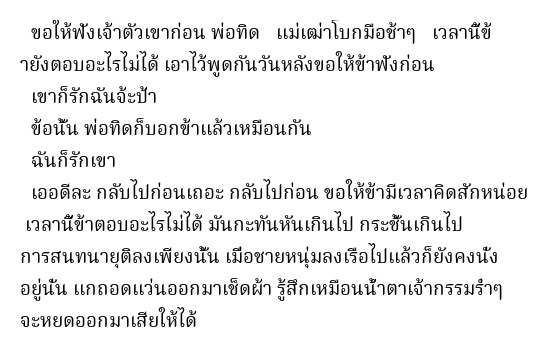 ขอให้ฟังเจ้าตัวเขาก่อน พ่อทิด   แม่เฒ่าโบกมือช้าๆ   เวลานี้ข้
ายังตอบอะไรไม่ได้ เอาไว้พูดกันวันหลังขอให้ข้าฟังก่อน
เขาก็รักฉันจ้ะป้า
ข้อนั้น พ่อทิดก็บอกข้าแล้วเหมือนกัน
ฉันก็รักเขา
เออดีละ กลับไปก่อนเถอะ กลับไปก่อน ขอให้ข้ามีเวลาคิดสักหน่อย
เวลานี้ข้าตอบอะไรไม่ได้ มันกะทันหันเกินไป กระชั้นเกินไป
การสนทนายุติลงเพียงนั้น เมื่อชายหนุ่มลงเรือไปแล้วก็ยังคงนั่ง
อยู่นั่น แกถอดแว่นออกมาเช็ดผ้า รู้สึกเหมือนน้ำตาเจ้ากรรมร่ำๆ
จะหยดออกมาเสียให้ได้